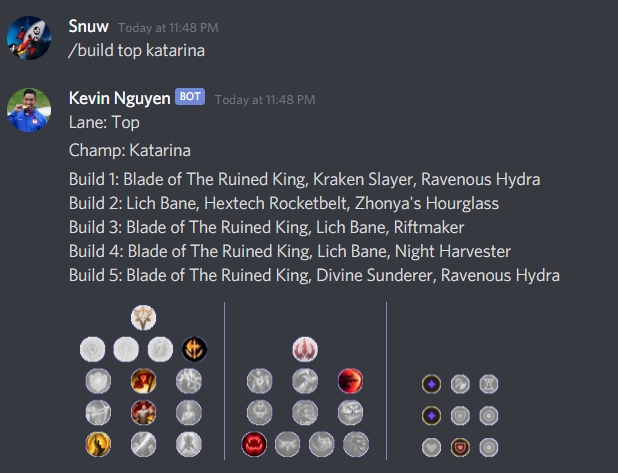 Snuw Today at 11:48 PM
/build top katarina
Kevin Nguyen BOT Today at 11:48 PM
Lane: Top
Champ: Katarina
Build 1: Blade of The Ruined King, Kraken Slayer, Ravenous Hydra
Build 2: Lich Bane, Hextech Rocketbelt, Zhonya's Hourglass
Build 3: Blade of The Ruined King, Lich Bane, Riftmaker
Build 4: Blade of The Ruined King, Lich Bane, Night Harvester
Build 5: Blade of The Ruined King, Divine Sunderer, Ravenous Hydra